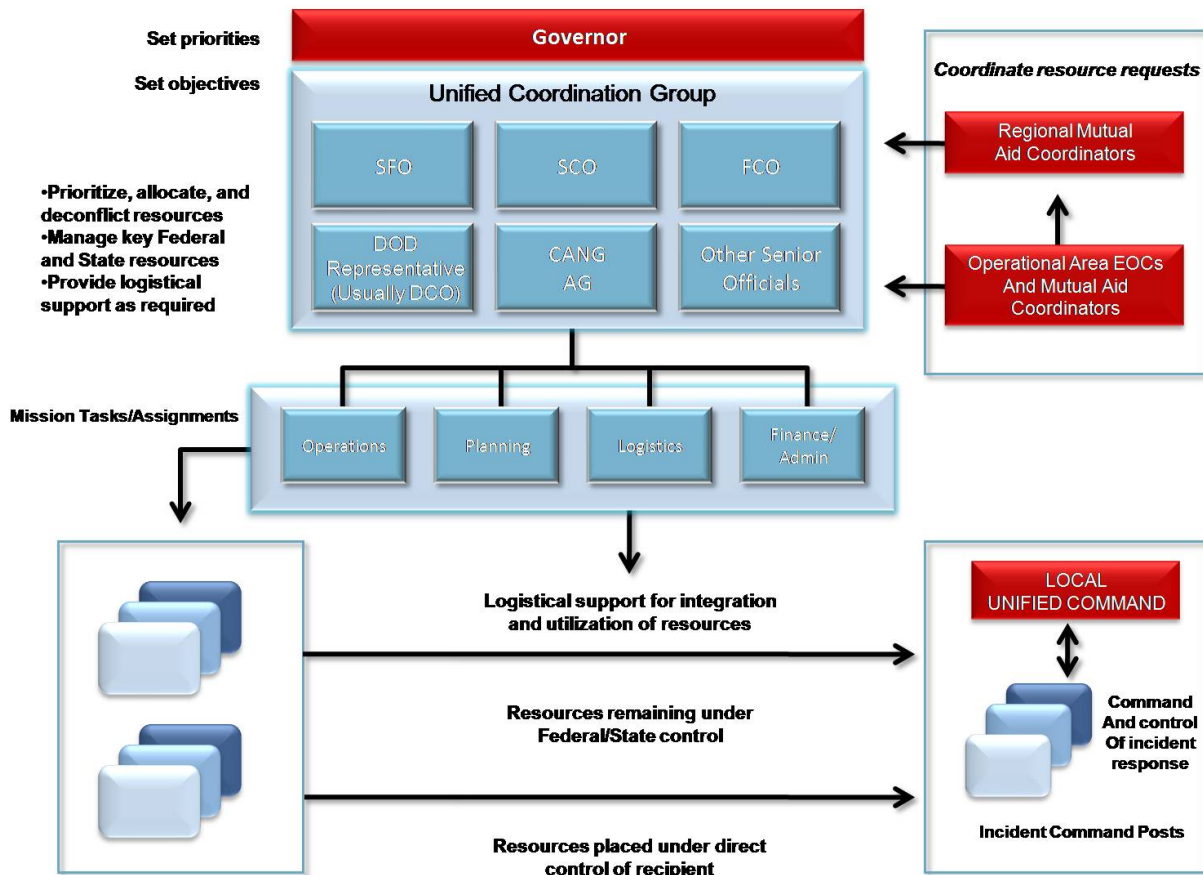 Set priorities
Governor
Set objectives
Unified Coordination Group
SFO
SCO
FCO
DOD
Representative
(Usually DCO)
CANG
AG
Other Senior
Officials
•Prioritize, allocate, and
deconflict resources
•Manage key Federal
and State resources
•Provide logistical
support as required
Coordinate resource requests
Regional Mutual
Aid Coordinators
Operational Area EOCs
And Mutual Aid
Coordinators
Mission Tasks/Assignments
Operations
Planning
Logistics
Finance/
Admin
Logistical support for integration
and utilization of resources
Resources remaining under
Federal/State control
Resources placed under direct
control of recipient
LOCAL
UNIFIED COMMAND
Command
And control
Of incident
response
Incident Command Posts